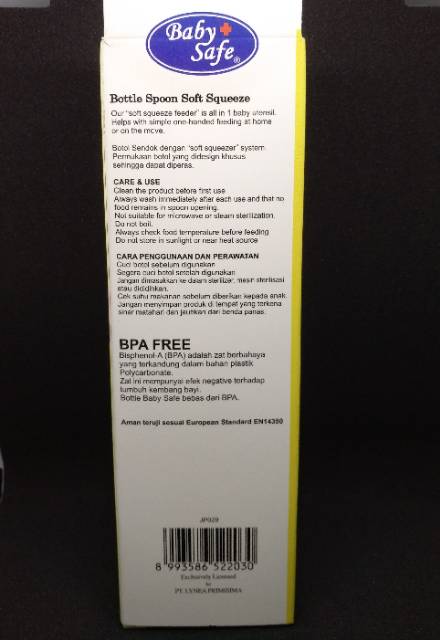 Baby
Safe®
Bottle Spoon Soft Squeeze
Our "soft squeeze feeder" is all in 1 baby utensil.
Helps with simple one-handed feeding at home
or on the move.
Botol Sendok dengan "soft squeezer" system
Permukaan botol yang didesign khusus
sehingga dapat diperas.
CARE & USE
Clean the product before first use
Always wash immediately after each use and that no
food remains in spoon opening.
Not suitable for microwave or steam sterilization.
Do not boil.
Always check food temperature before feeding
Do not store in sunlight or near heat source
CARA PENGGUNAAN DAN PERAWATAN
Cuci botol sebelum digunakan
Segera cuci botol setelah digunakan
Jangan dimasukkan ke dalam sterilizer, mesin sterilisasi
atau dididihkan.
Cek suhu makanan sebelum diberikan kepada anak.
Jangan menyimpan produk di tempat yang terkena
sinar matahari dan jauhkan dari benda panas.
BPA FREE
Bisphenol-A (BPA) adalah zat berbahaya
yang terkandung dalam bahan plastik
Polycarbonate.
Zat ini mempunyai efek negative terhadap
tumbuh kembang bayi.
Bottle Baby Safe bebas dari BPA.
Aman teruji sesuai European Standard EN14350
JP029
8 993586 522030
Exclusively Licensed
to
PT. LYSEA PRIMISIMA